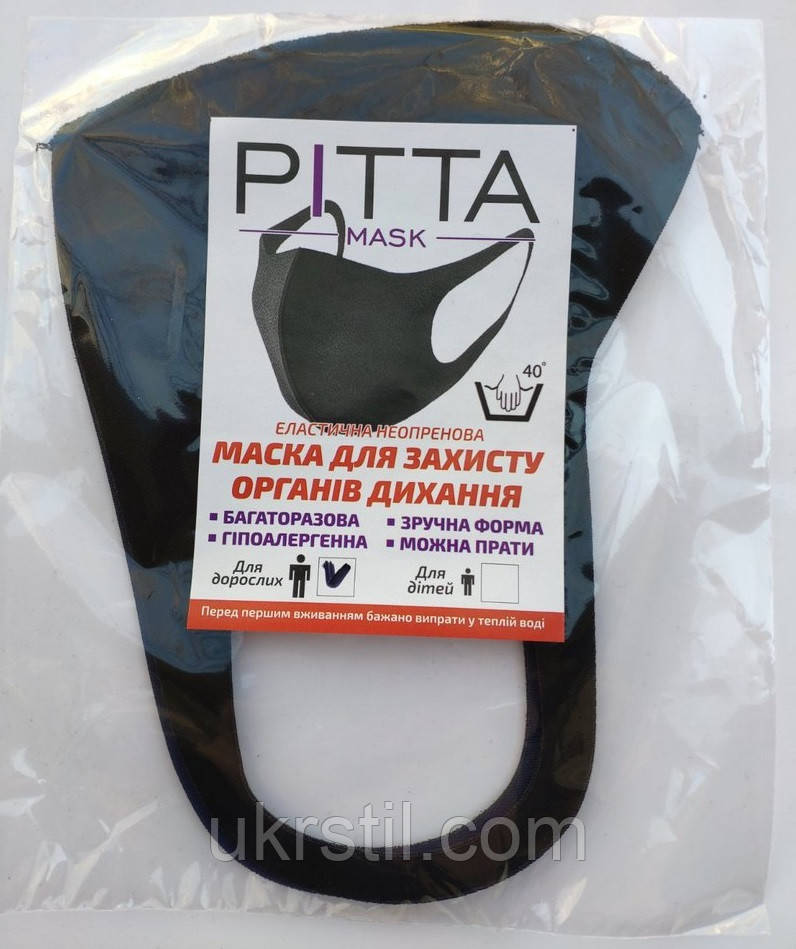 PITTA
MASK
40°
ЕЛАСТИЧНА НЕОПРЕНОВА
МАСКА ДЛЯ ЗАХИСТУ
ОРГАНІВ ДИХАННЯ
▪ БАГАТОРАЗОВА ▪ ЗРУЧНА ФОРМА
▪ ГІПОАЛЕРГЕННА ▪ МОЖНА ПРАТИ
Для дорослих
Для дітей
Перед першим вживанням бажано випрати у теплій воді
ukrstil.com